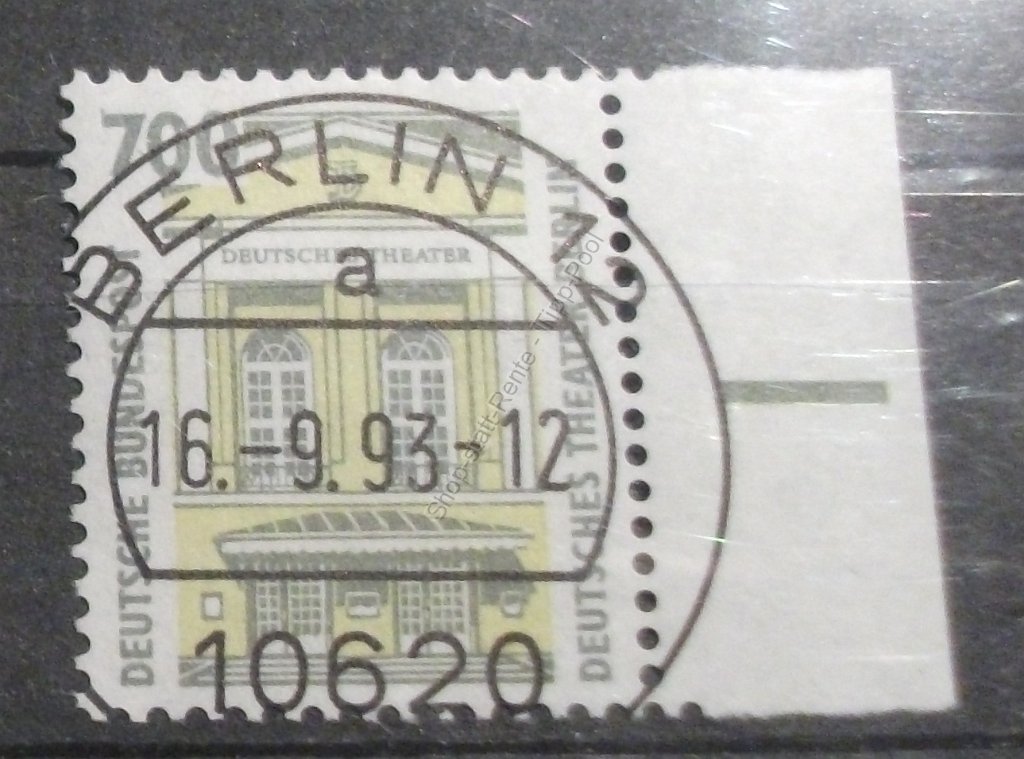 700
DEUTSCHE BUNDESPOST
DEUTSCHES THEATER
DEUTSCHES THEATER BERLIN
BERLIN 12
a
16.-9.93-12
10620
Shop-statt-Rente - Tipp-Pool